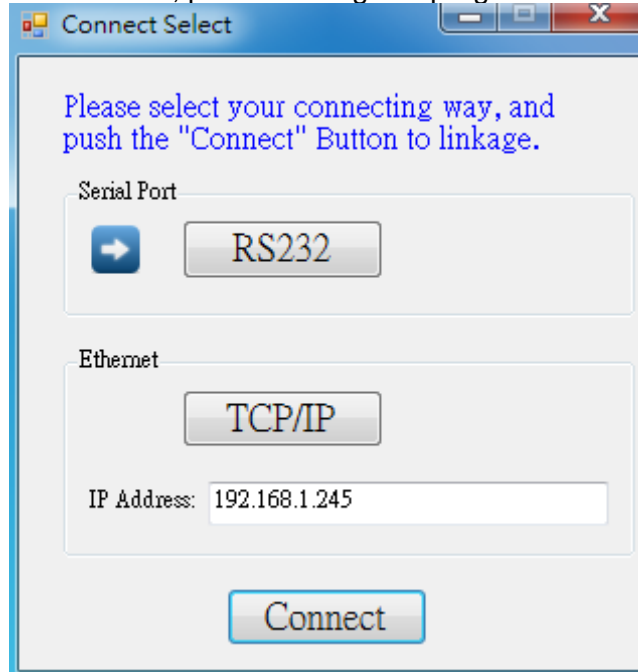 Connect Select
Please select your connecting way, and
push the "Connect" Button to linkage.
Serial Port
RS232
Ethernet
TCP/IP
IP Address: 192.168.1.245
Connect